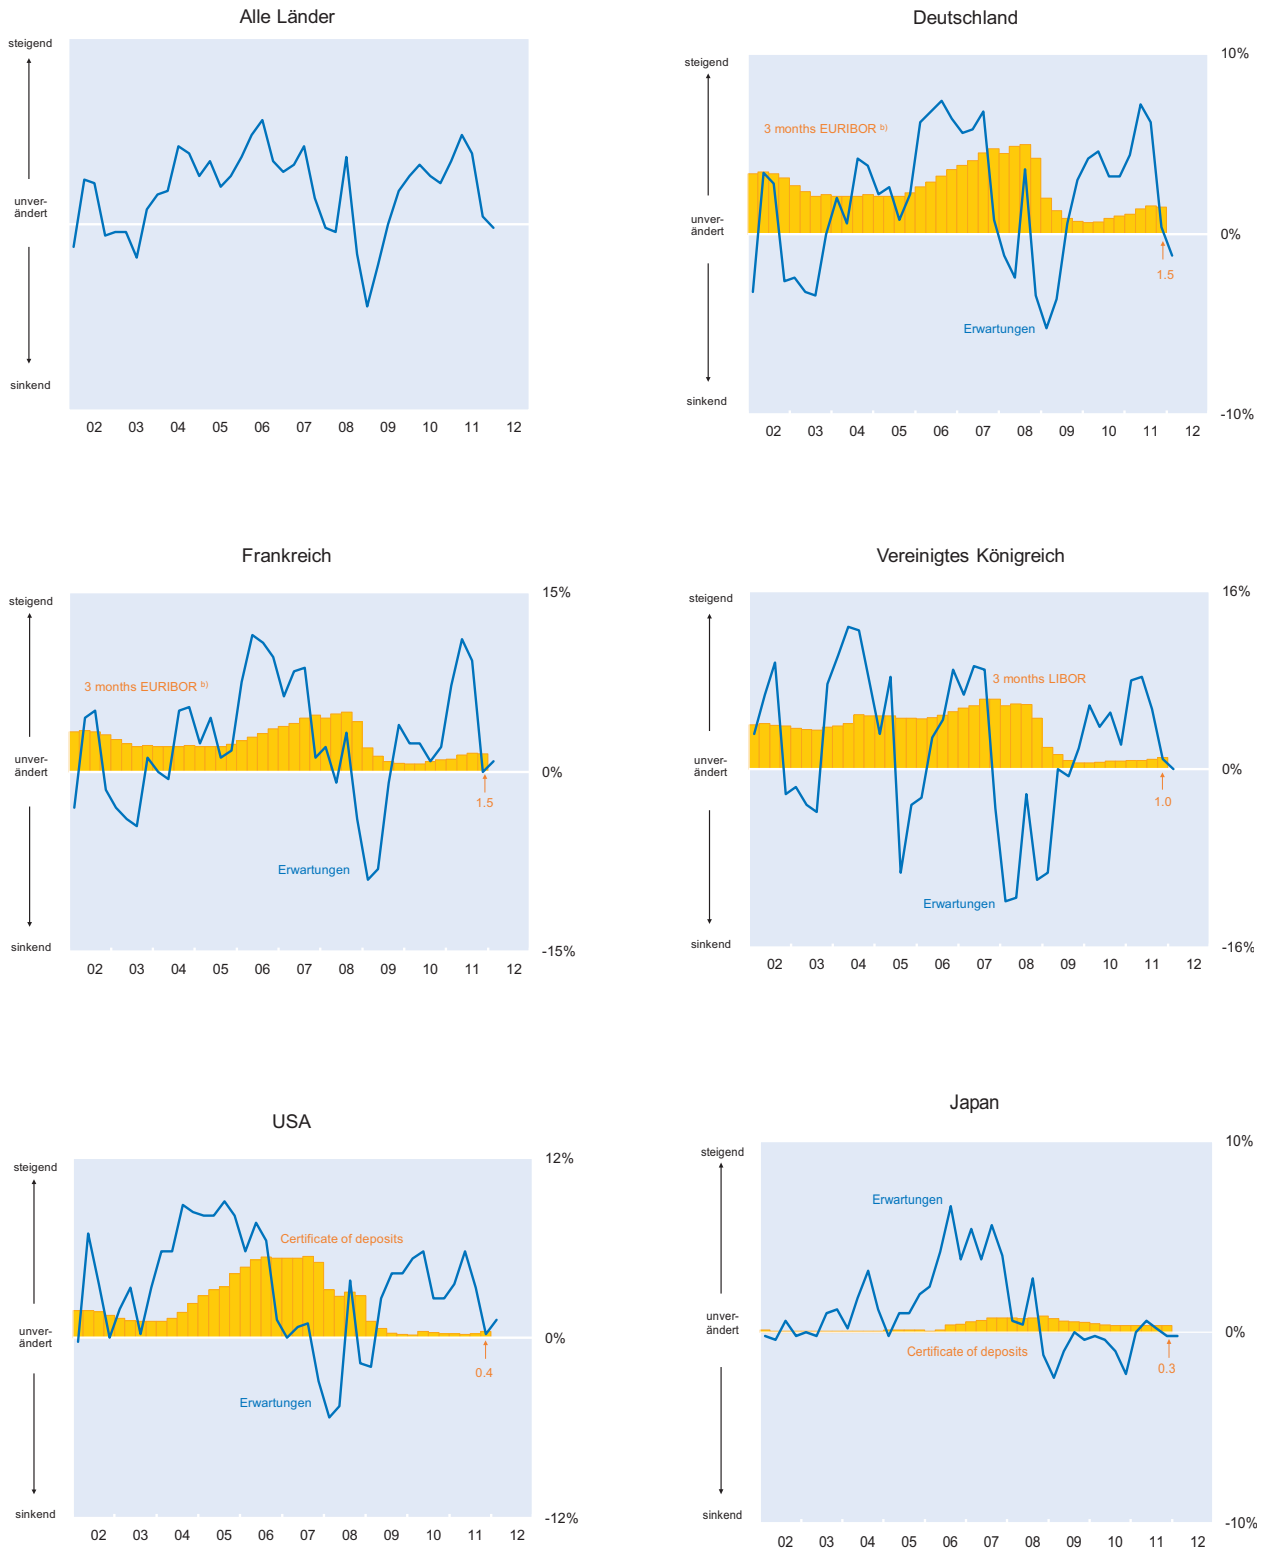 Alle Länder
steigend
unver-
ändert
sinkend
02 03 04 05 06 07 08 09 10 11 12
Deutschland
10%
steigend
3 months EURIBOR b)
unver-
ändert
0%
1.5
Erwartungen
sinkend
-10%
02 03 04 05 06 07 08 09 10 11 12
Frankreich
15%
steigend
3 months EURIBOR b)
unver-
ändert
0%
1.5
Erwartungen
sinkend
-15%
02 03 04 05 06 07 08 09 10 11 12
Vereinigtes Königreich
16%
steigend
3 months LIBOR
unver-
ändert
0%
1.0
Erwartungen
sinkend
-16%
02 03 04 05 06 07 08 09 10 11 12
USA
12%
steigend
Certificate of deposits
unver-
ändert
0%
0.4
Erwartungen
sinkend
-12%
02 03 04 05 06 07 08 09 10 11 12
Japan
10%
steigend
Erwartungen
unver-
ändert
0%
Certificate of deposits
0.3
sinkend
-10%
02 03 04 05 06 07 08 09 10 11 12